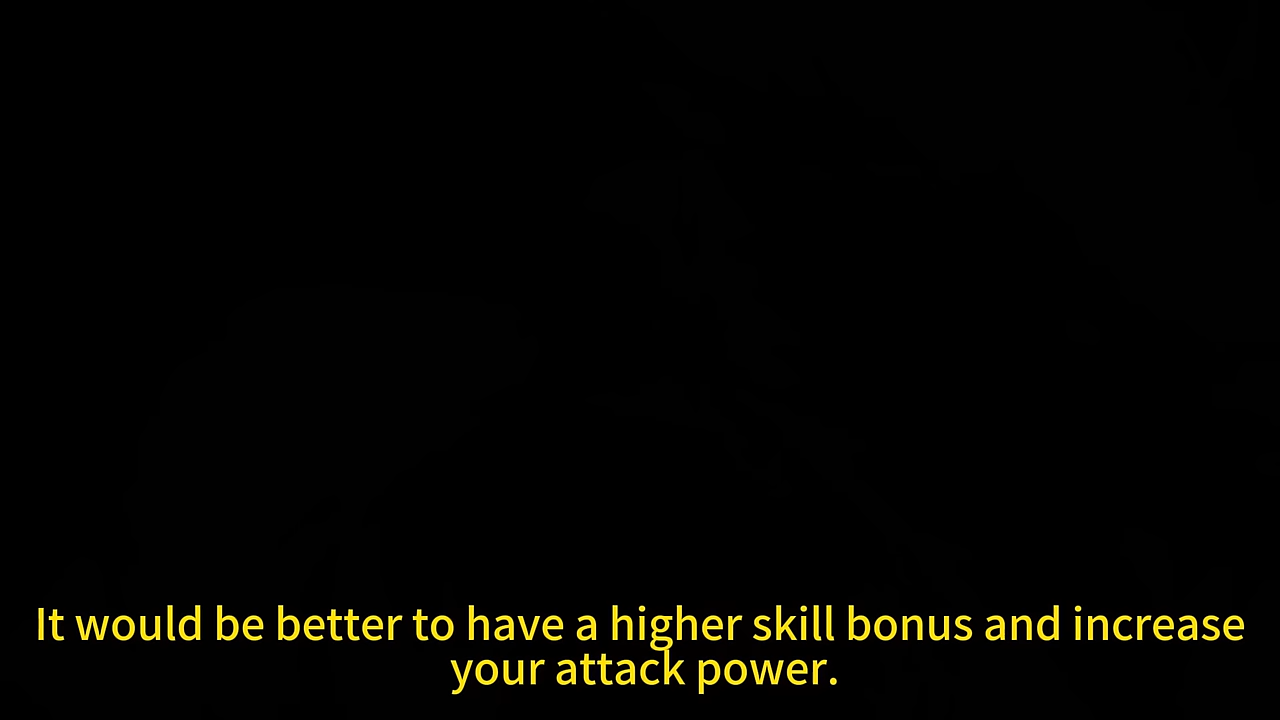 It would be better to have a higher skill bonus and increase
your attack power.